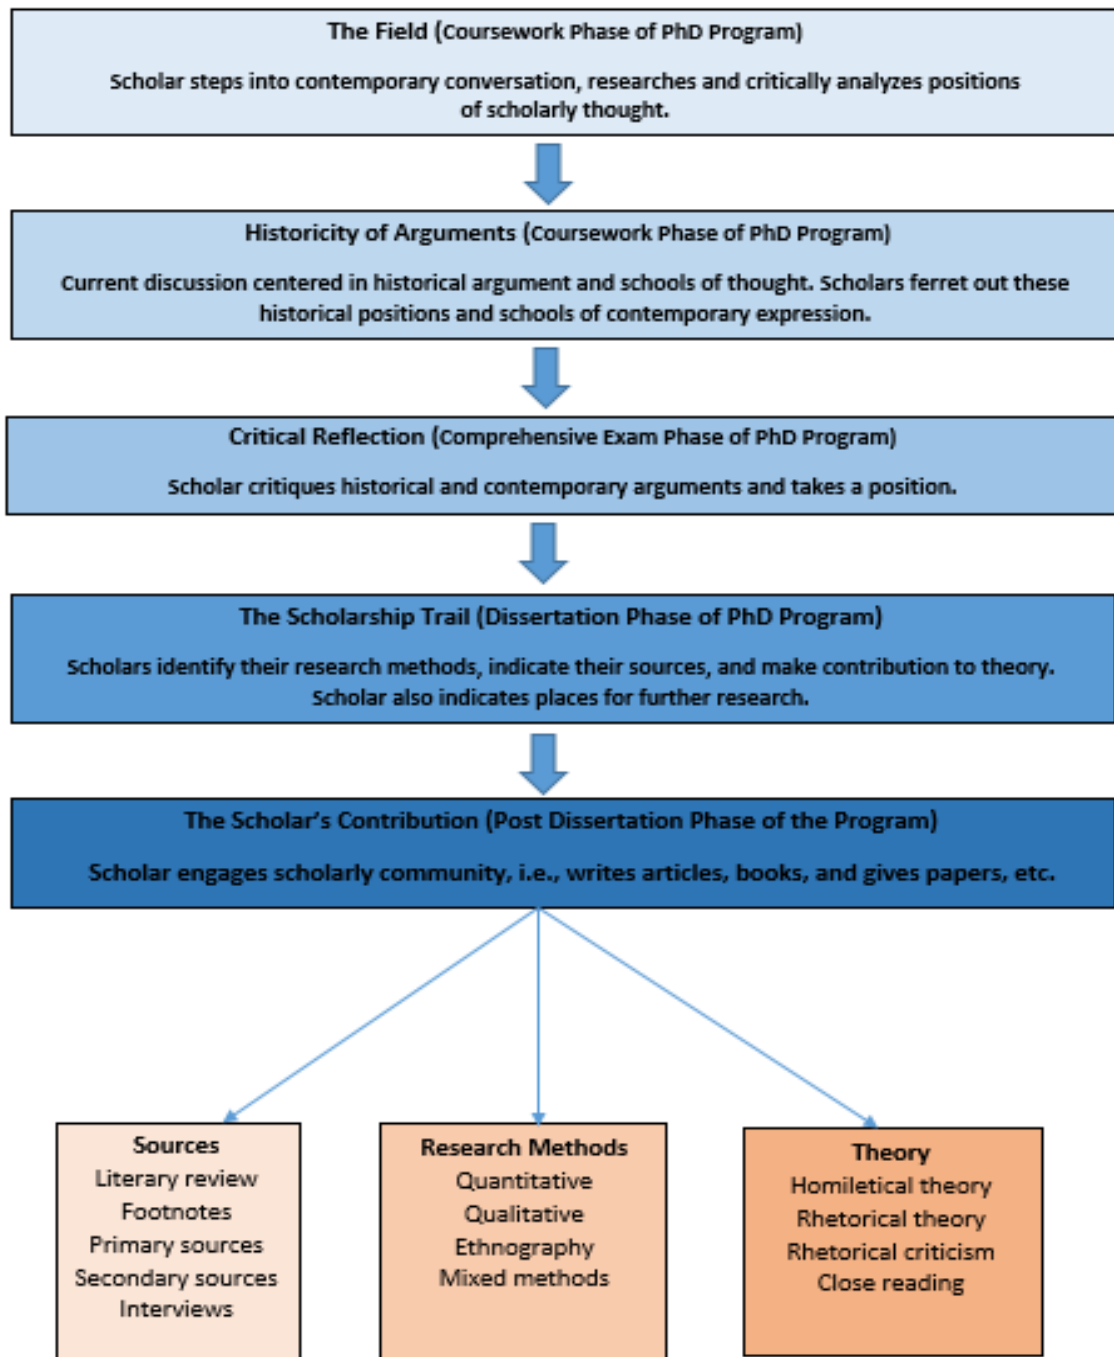 The Field (Coursework Phase of PhD Program)
Scholar steps into contemporary conversation, researches and critically analyzes positions
of scholarly thought.
Historicity of Arguments (Coursework Phase of PhD Program)
Current discussion centered in historical argument and schools of thought. Scholars ferret out these
historical positions and schools of contemporary expression.
Critical Reflection (Comprehensive Exam Phase of PhD Program)
Scholar critiques historical and contemporary arguments and takes a position.
The Scholarship Trail (Dissertation Phase of PhD Program)
Scholars identify their research methods, indicate their sources, and make contribution to theory.
Scholar also indicates places for further research.
The Scholar's Contribution (Post Dissertation Phase of the Program)
Scholar engages scholarly community, i.e., writes articles, books, and gives papers, etc.
Sources
Literary review
Footnotes
Primary sources
Secondary sources
Interviews
Research Methods
Quantitative
Qualitative
Ethnography
Mixed methods
Theory
Homiletical theory
Rhetorical theory
Rhetorical criticism
Close reading